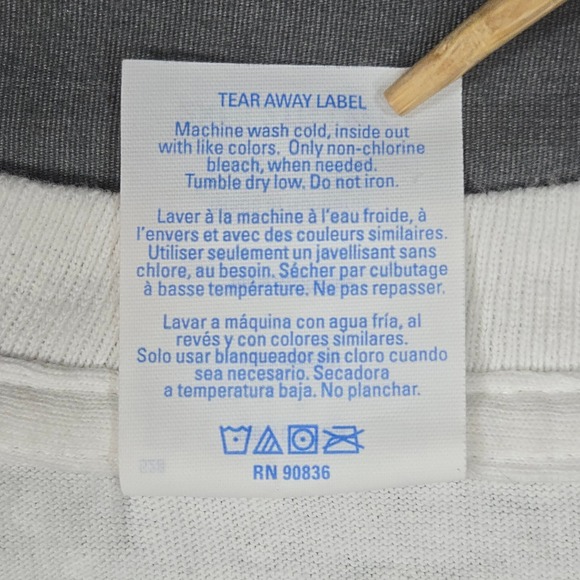 TEAR AWAY LABEL
Machine wash cold, inside out
with like colors. Only non-chlorine
bleach, when needed.
Tumble dry low. Do not iron.
Laver à la machine à l'eau froide, à
l'envers et avec des couleurs similaires.
Utiliser seulement un javellisant sans
chlore, au besoin. Sécher par culbutage
à basse température. Ne pas repasser.
Lavar a máquina con agua fría, al
revés y con colores similares.
Solo usar blanqueador sin cloro cuando
sea necesario. Secadora
a temperatura baja. No planchar.
RN 90836